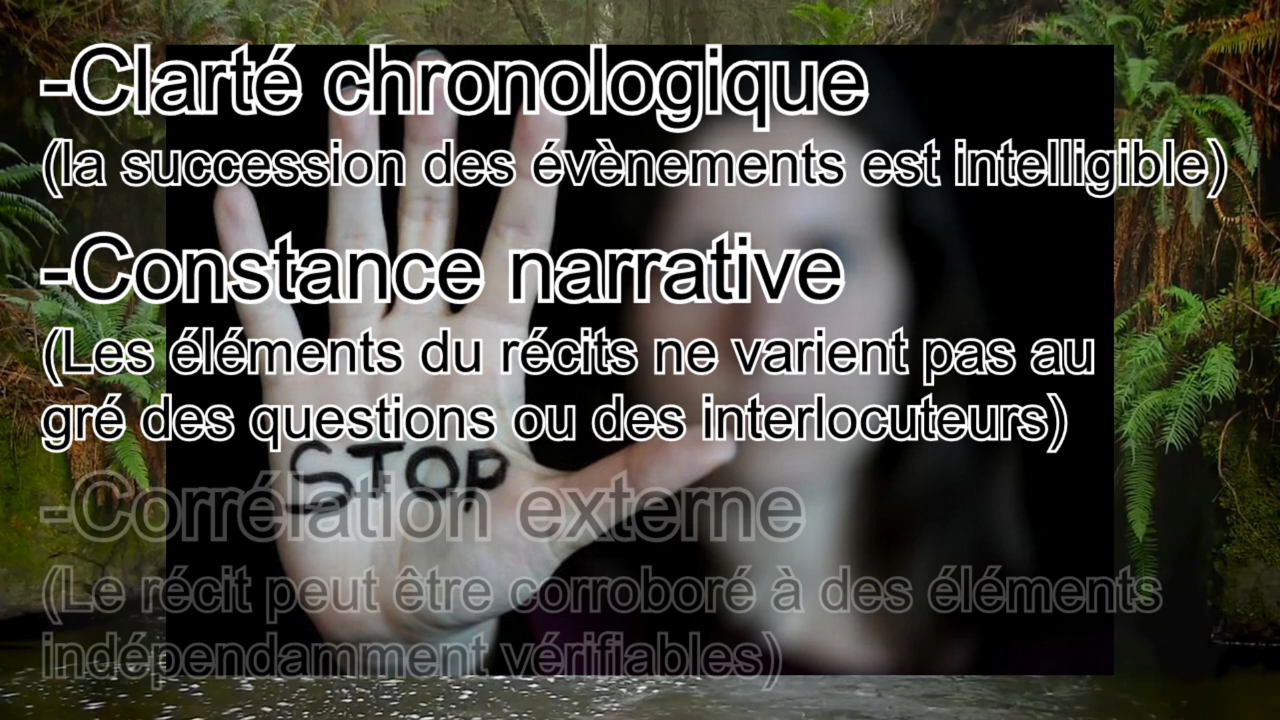 -Clarté chronologique
(la succession des évènements est intelligible)
-Constance narrative
(Les éléments du récits ne varient pas au
gré des questions ou des interlocuteurs)
STOP
-Corrélation externe
(Le récit peut être corroboré à des éléments
indépendamment vérifiables)